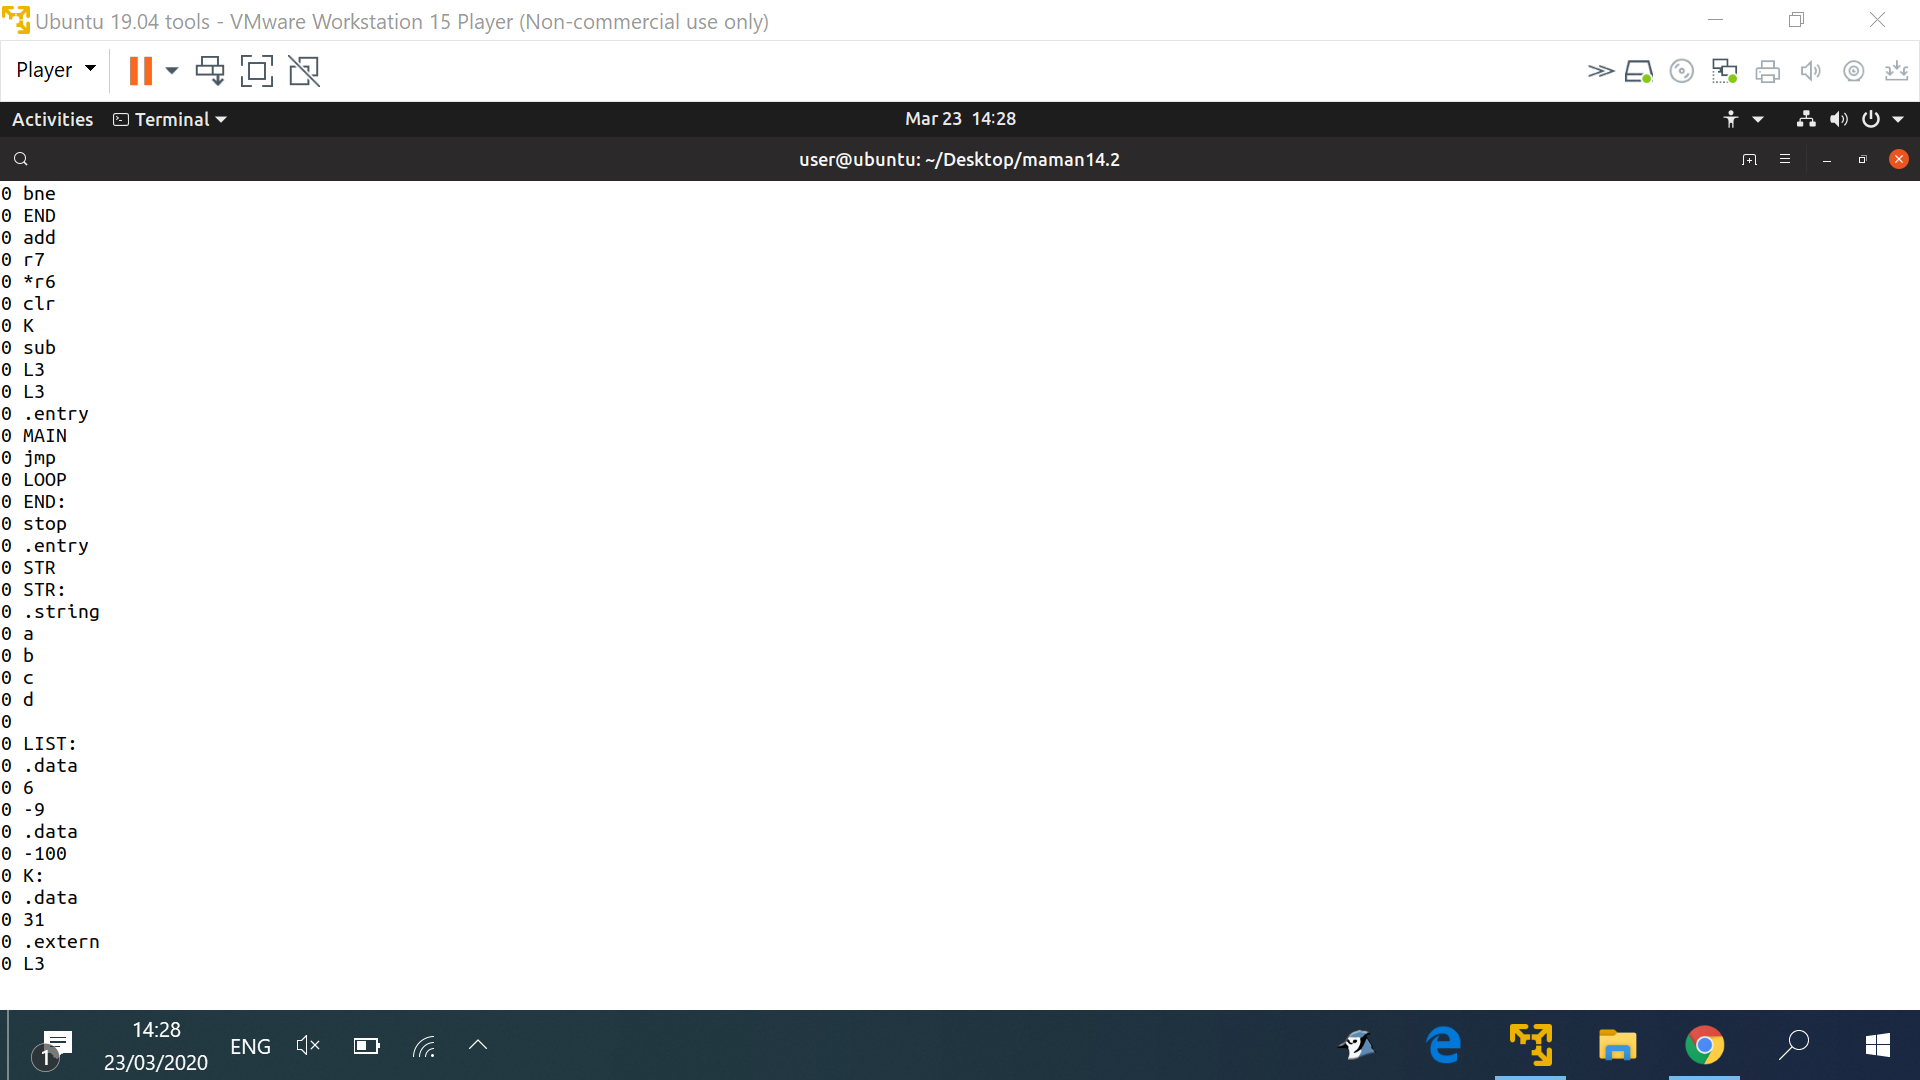 Ubuntu 19.04 tools - VMware Workstation 15 Player (Non-commercial use only)
Player
Activities Terminal Mar 23 14:28
user@ubuntu: ~/Desktop/maman14.2
0 bne
0 END
0 add
0 r7
0 *r6
0 clr
0 K
0 sub
0 L3
0 L3
0 .entry
0 MAIN
0 jmp
0 LOOP
0 END:
0 stop
0 .entry
0 STR
0 STR:
0 .string
0 a
0 b
0 c
0 d
0
0 LIST:
0 .data
0 6
0 -9
0 .data
0 -100
0 K:
0 .data
0 31
0 .extern
0 L3
1 14:28 ENG
23/03/2020